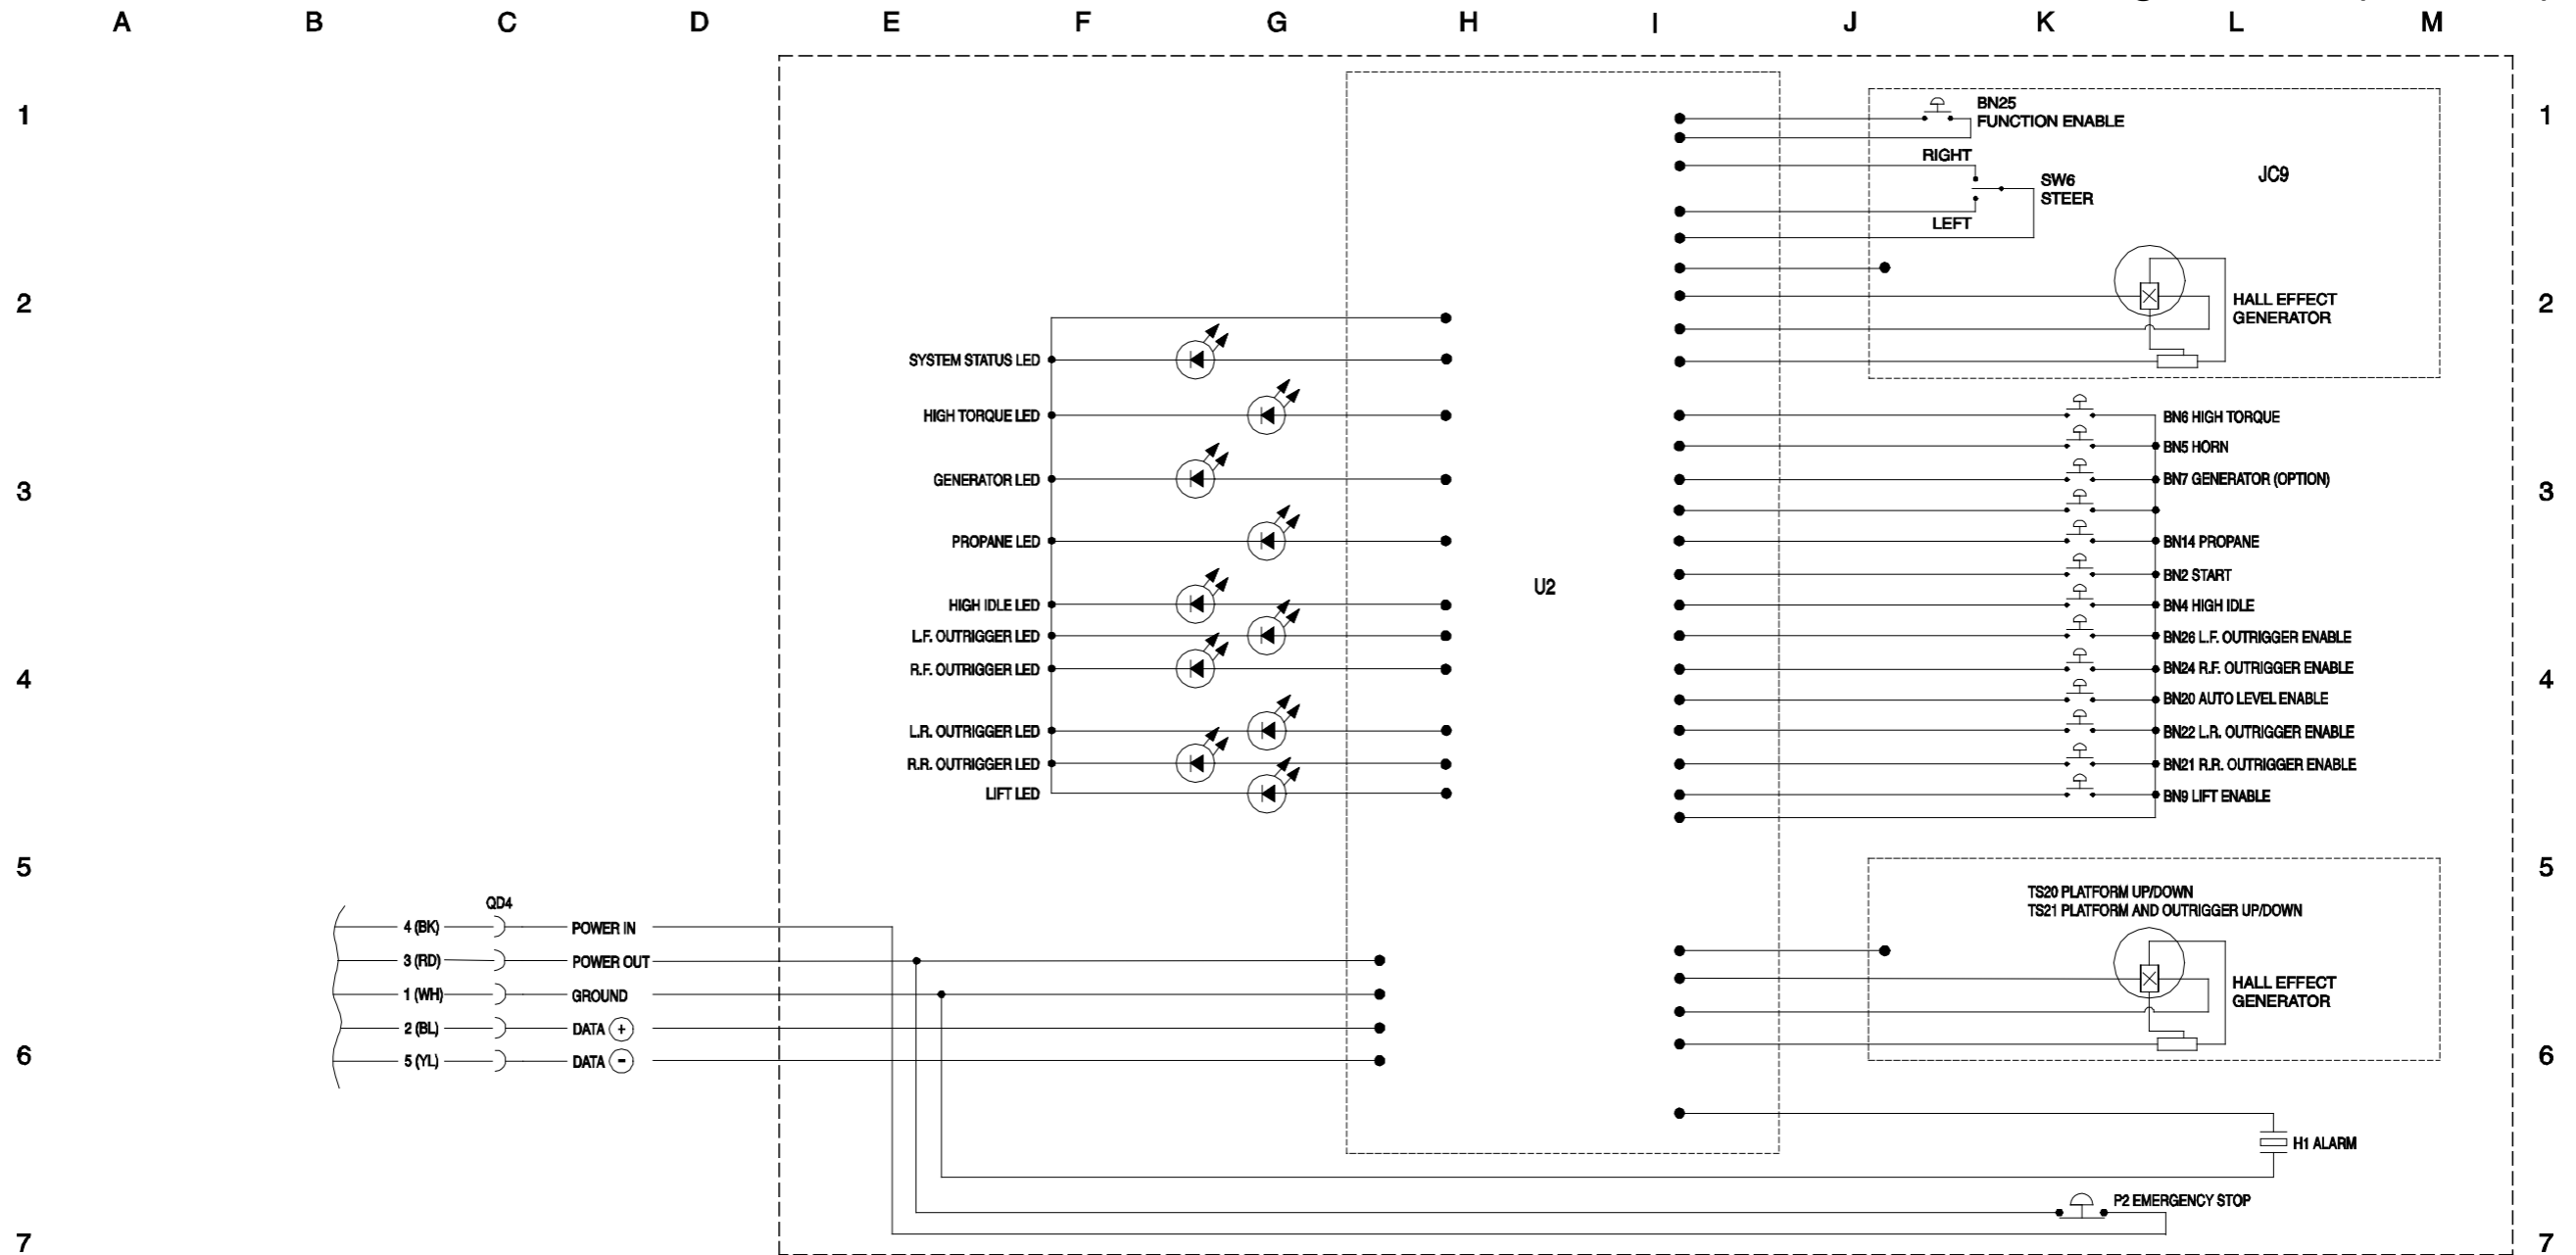 A B C D E F G H I J K L M
1 1
BN25
FUNCTION ENABLE
RIGHT
SW6
STEER
JC9
LEFT
2 2
HALL EFFECT
GENERATOR
SYSTEM STATUS LED
HIGH TORQUE LED
BN6 HIGH TORQUE
BN5 HORN
GENERATOR LED
BN7 GENERATOR (OPTION)
3 3
PROPANE LED
BN14 PROPANE
BN2 START
U2
HIGH IDLE LED
BN4 HIGH IDLE
L.F. OUTRIGGER LED
BN26 L.F. OUTRIGGER ENABLE
R.F. OUTRIGGER LED
BN24 R.F. OUTRIGGER ENABLE
4 4
BN20 AUTO LEVEL ENABLE
L.R. OUTRIGGER LED
BN22 L.R. OUTRIGGER ENABLE
R.R. OUTRIGGER LED
BN21 R.R. OUTRIGGER ENABLE
LIFT LED
BN9 LIFT ENABLE
5 5
TS20 PLATFORM UP/DOWN
TS21 PLATFORM AND OUTRIGGER UP/DOWN
QD4
4 (BK) POWER IN
3 (RD) POWER OUT
1 (WH) GROUND
2 (BL) DATA +
5 (YL) DATA -
HALL EFFECT
GENERATOR
6 6
H1 ALARM
P2 EMERGENCY STOP
7 7